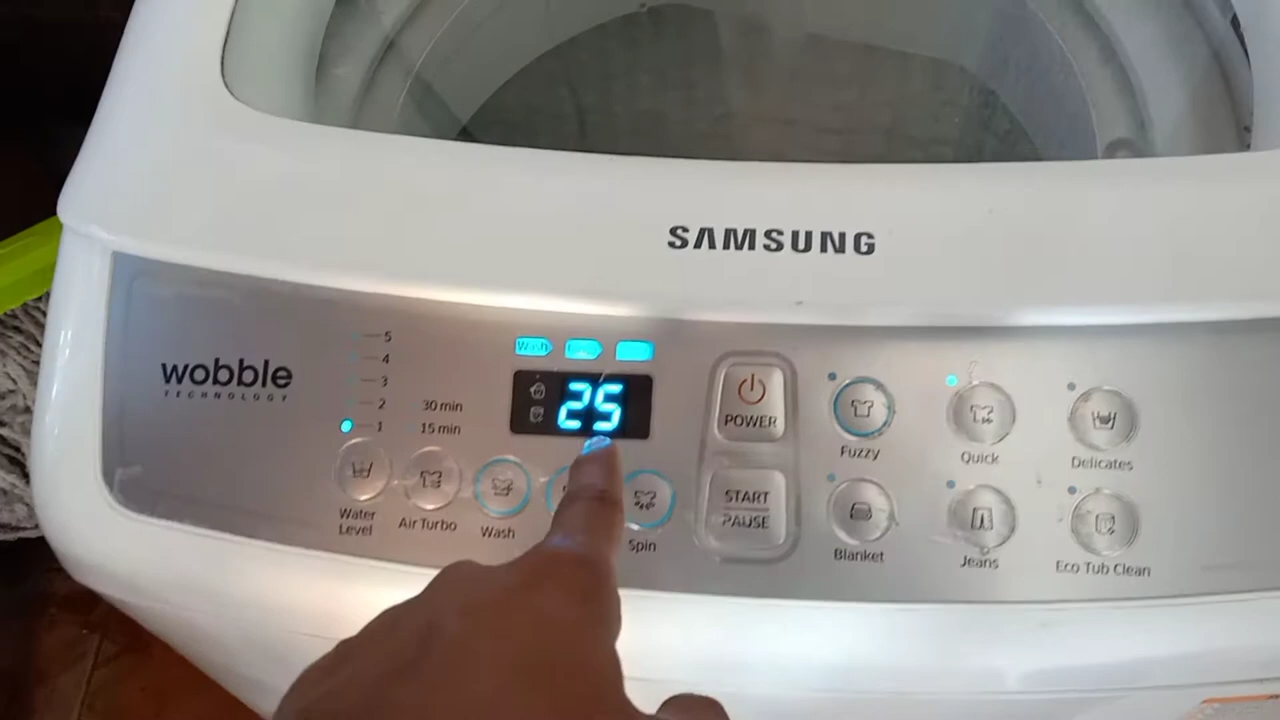 SAMSUNG
wobble
TECHNOLOGY
5
4
3
2
1
30 min
15 min
Water
Level
Air Turbo
Wash
Spin
Wash
25
POWER
START
PAUSE
Fuzzy
Quick
Delicates
Blanket
Jeans
Eco Tub Clean